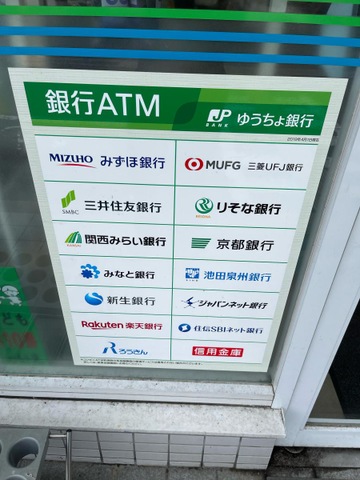 銀行ATM
JP BANK ゆうちょ銀行
MIZUHO みずほ銀行
MUFG 三菱UFJ銀行
SMBC 三井住友銀行
りそな銀行
関西みらい銀行
京都銀行
みなと銀行
池田泉州銀行
新生銀行
ジャパンネット銀行
Rakuten 楽天銀行
住信SBIネット銀行
ろうきん
信用金庫
ども